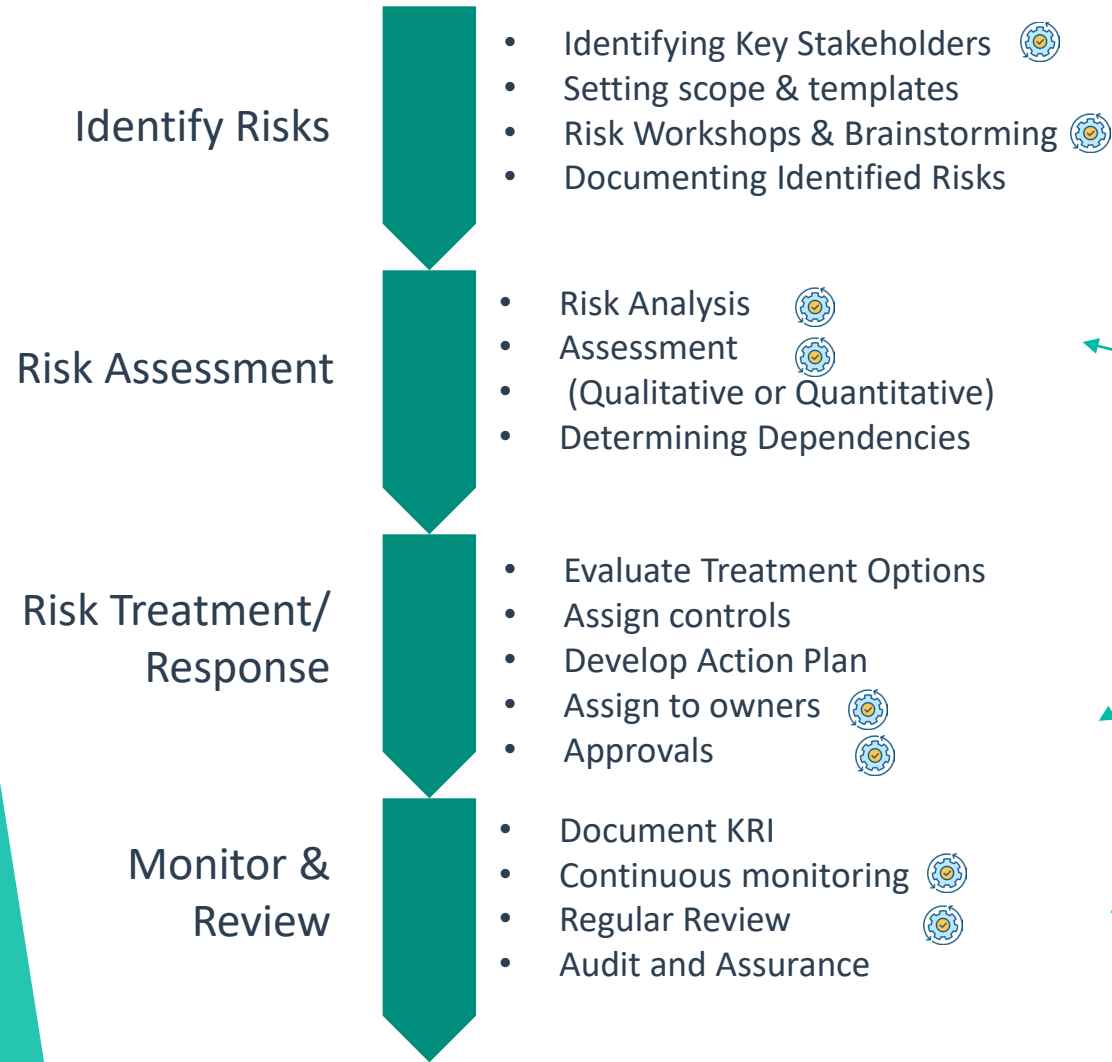 Identify Risks
• Identifying Key Stakeholders
• Setting scope & templates
• Risk Workshops & Brainstorming
• Documenting Identified Risks
Risk Assessment
• Risk Analysis
• Assessment
• (Qualitative or Quantitative)
• Determining Dependencies
Risk Treatment/
Response
• Evaluate Treatment Options
• Assign controls
• Develop Action Plan
• Assign to owners
• Approvals
Monitor &
Review
• Document KRI
• Continuous monitoring
• Regular Review
• Audit and Assurance